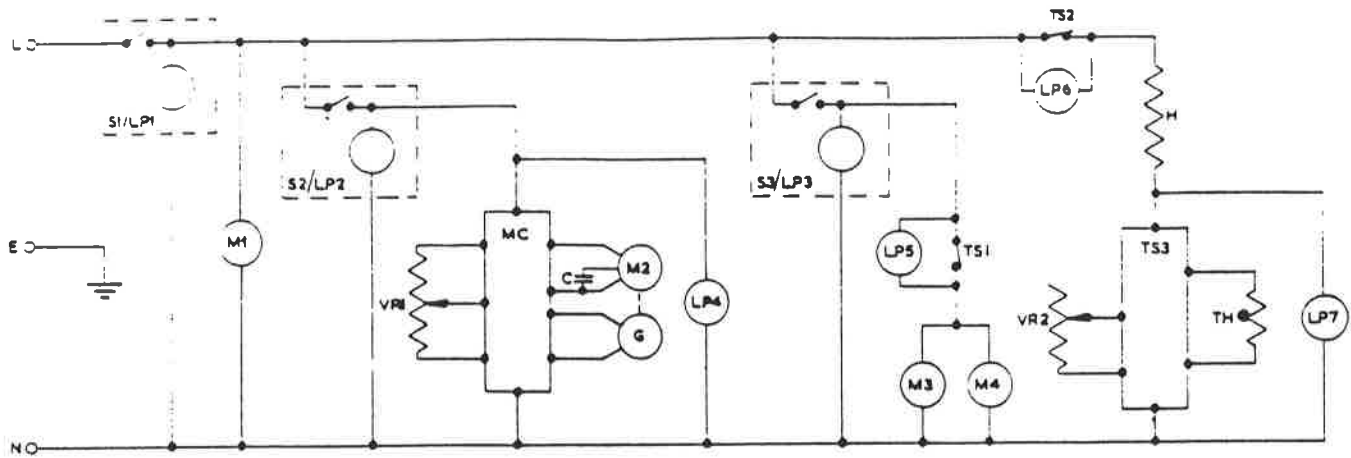 TS2
L
LP6
S1/LP1
H
S2/LP2
S3/LP3
MC
M1
E
M2
C
LP5
TS1
TS3
VR1
LP4
G
VR2
TH
LP7
M3
M4
N